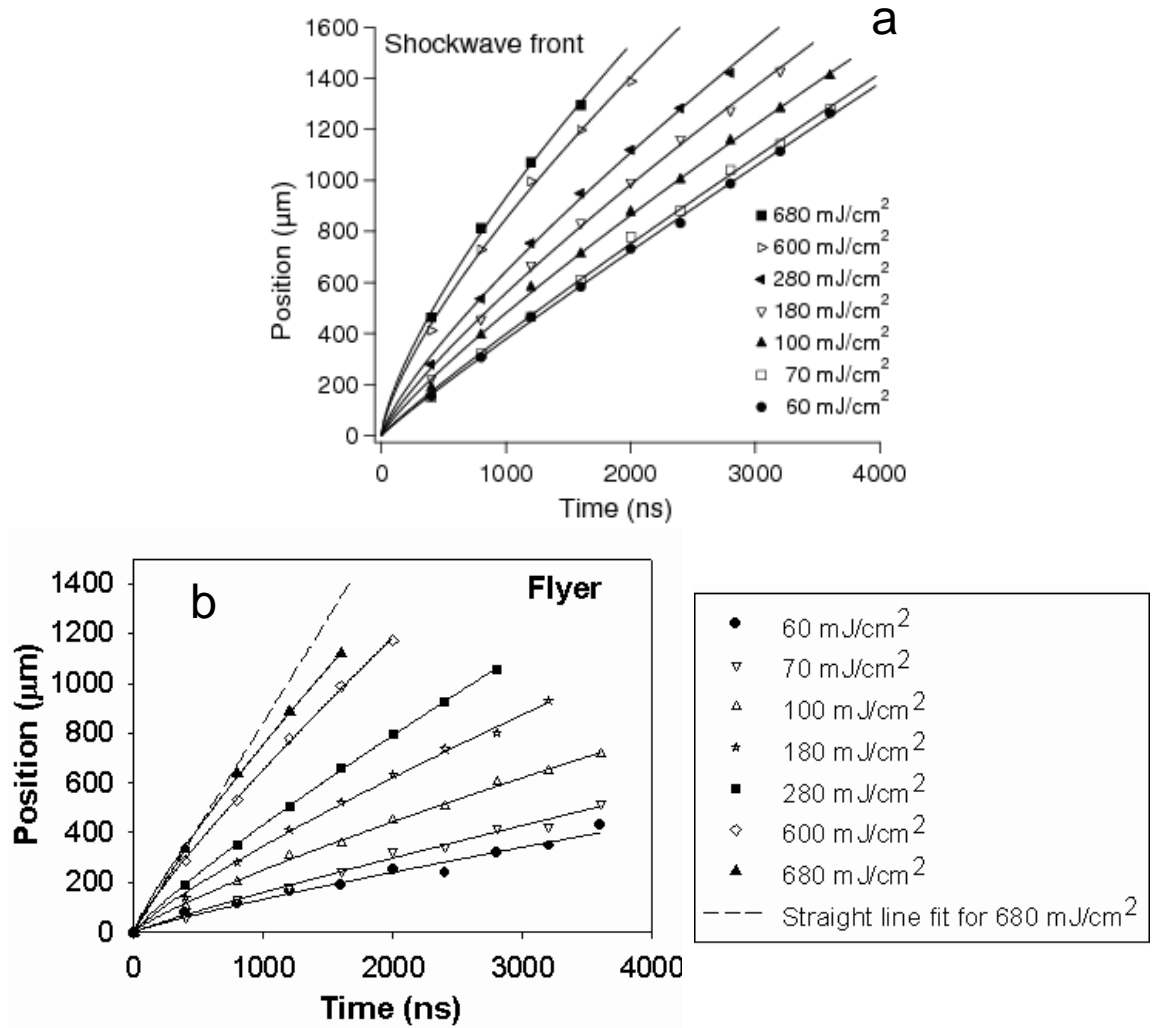 a
Shockwave front
1600
1400
1200
1000
800
600
400
200
0
Position (µm)
680 mJ/cm²
600 mJ/cm²
280 mJ/cm²
180 mJ/cm²
100 mJ/cm²
70 mJ/cm²
60 mJ/cm²
0 1000 2000 3000 4000
Time (ns)
b
Flyer
1400
1200
1000
800
600
400
200
0
Position (µm)
0 1000 2000 3000 4000
Time (ns)
60 mJ/cm²
70 mJ/cm²
100 mJ/cm²
180 mJ/cm²
280 mJ/cm²
600 mJ/cm²
680 mJ/cm²
Straight line fit for 680 mJ/cm²